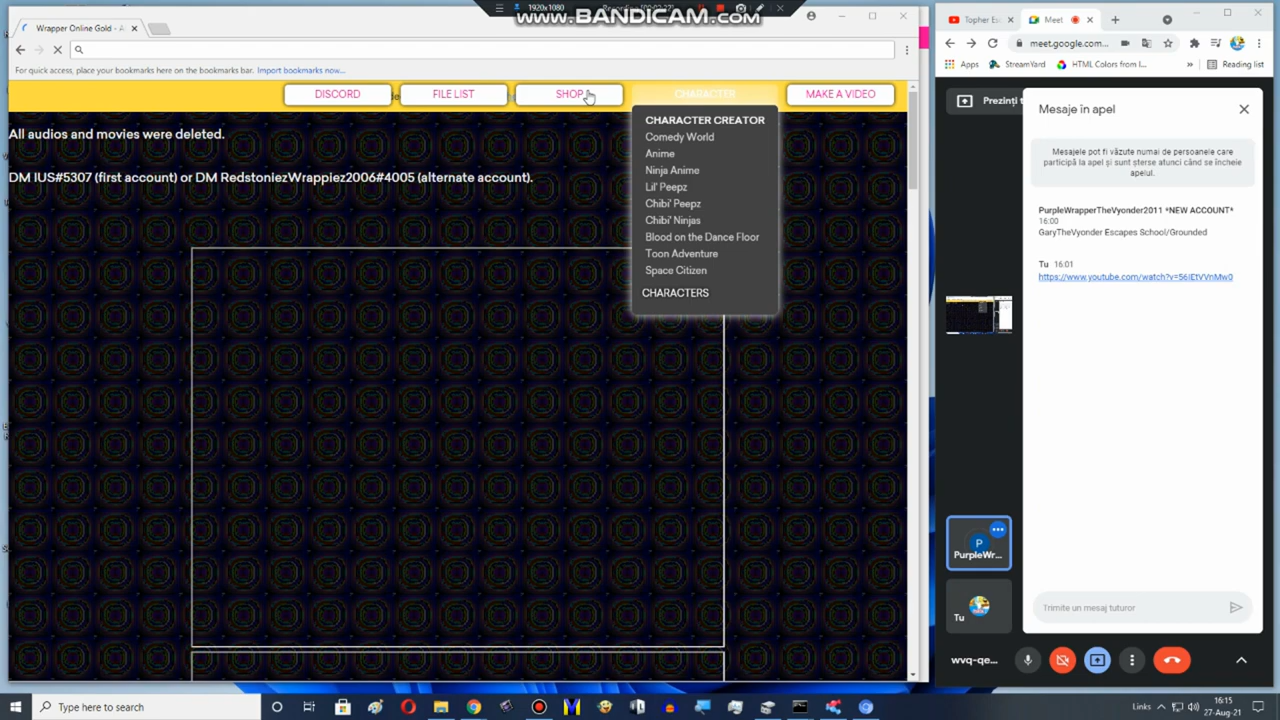 Wrapper Online Gold - A
1920x1080
www.BANDICAM.com
For quick access, place your bookmarks here on the bookmarks bar. Import bookmarks now...
DISCORD
FILE LIST
SHOP
CHARACTER
MAKE A VIDEO
All audios and movies were deleted.
DM IUS#5307 (first account) or DM RedstoniezWrappiez2006#4005 (alternate account).
CHARACTER CREATOR
Comedy World
Anime
Ninja Anime
Lil' Peepz
Chibi' Peepz
Chibi' Ninjas
Blood on the Dance Floor
Toon Adventure
Space Citizen
CHARACTERS
Topher Es
Meet
meet.google.com...
Apps
StreamYard
HTML Colors from I...
»
Reading list
Prezinți
Mesaje în apel
Mesajele pot fi văzute numai de persoanele care
participă la apel și sunt șterse atunci când se încheie
apelul.
PurpleWrapperTheVyonder2011 *NEW ACCOUNT*
16:00
GaryTheVyonder Escapes School/Grounded
Tu 16:01
https://www.youtube.com/watch?v=56IEtVVnMw0
P
PurpleWr...
Tu
Trimite un mesaj tuturor
wvq-qe...
Type here to search
Links
16:15
27-Aug-21